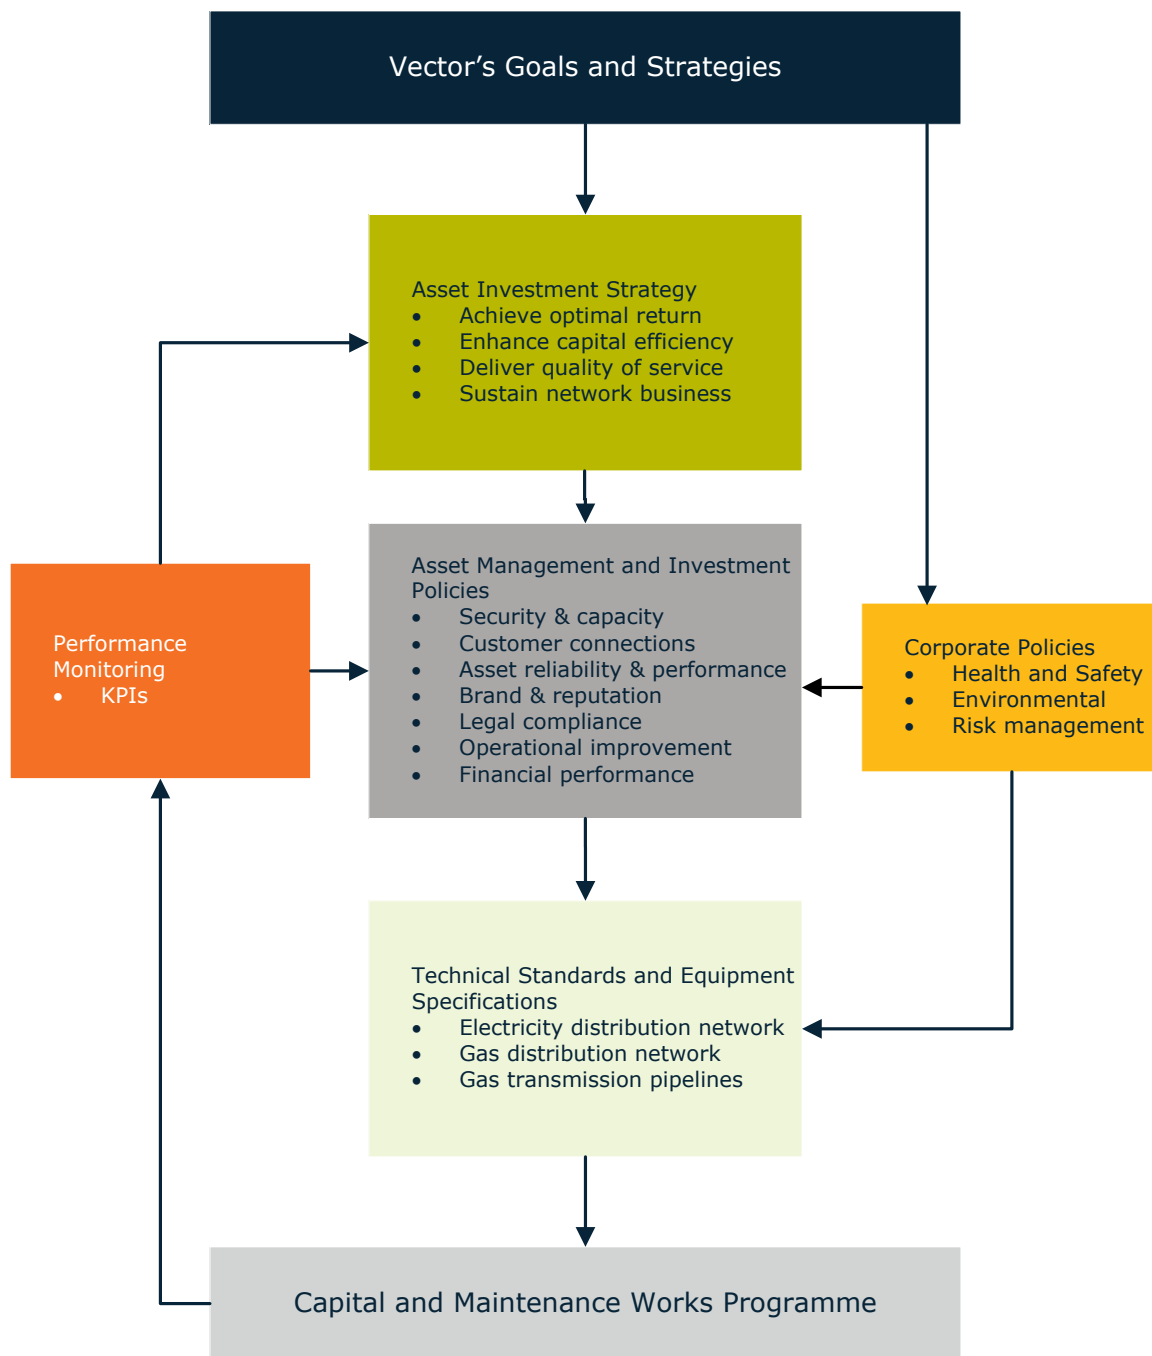 Vector’s Goals and Strategies
Asset Investment Strategy
• Achieve optimal return
• Enhance capital efficiency
• Deliver quality of service
• Sustain network business
Asset Management and Investment
Policies
• Security & capacity
• Customer connections
• Asset reliability & performance
• Brand & reputation
• Legal compliance
• Operational improvement
• Financial performance
Performance
Monitoring
• KPIs
Corporate Policies
• Health and Safety
• Environmental
• Risk management
Technical Standards and Equipment
Specifications
• Electricity distribution network
• Gas distribution network
• Gas transmission pipelines
Capital and Maintenance Works Programme